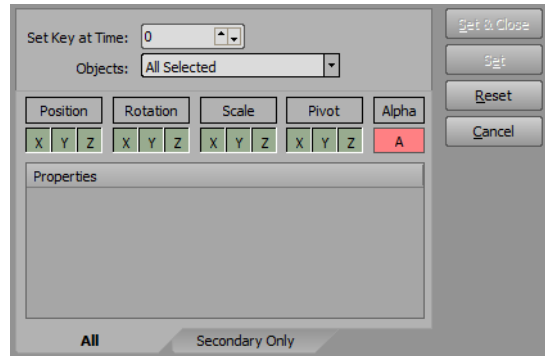 Set Key at Time: 0
Objects: All Selected
Position Rotation Scale Pivot Alpha
X Y Z X Y Z X Y Z X Y Z A
Properties
All Secondary Only
Set & Close
Set
Reset
Cancel